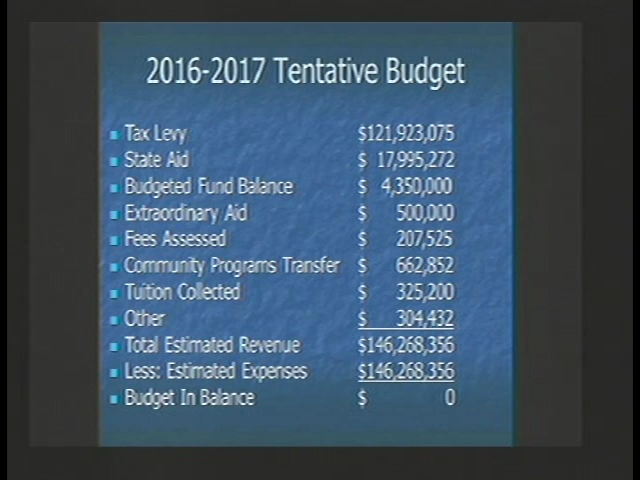 2016-2017 Tentative Budget
Tax Levy $121,923,075
State Aid $ 17,995,272
Budgeted Fund Balance $ 4,350,000
Extraordinary Aid $ 500,000
Fees Assessed $ 207,525
Community Programs Transfer $ 662,852
Tuition Collected $ 325,200
Other $ 304,432
Total Estimated Revenue $146,268,356
Less: Estimated Expenses $146,268,356
Budget In Balance $ 0